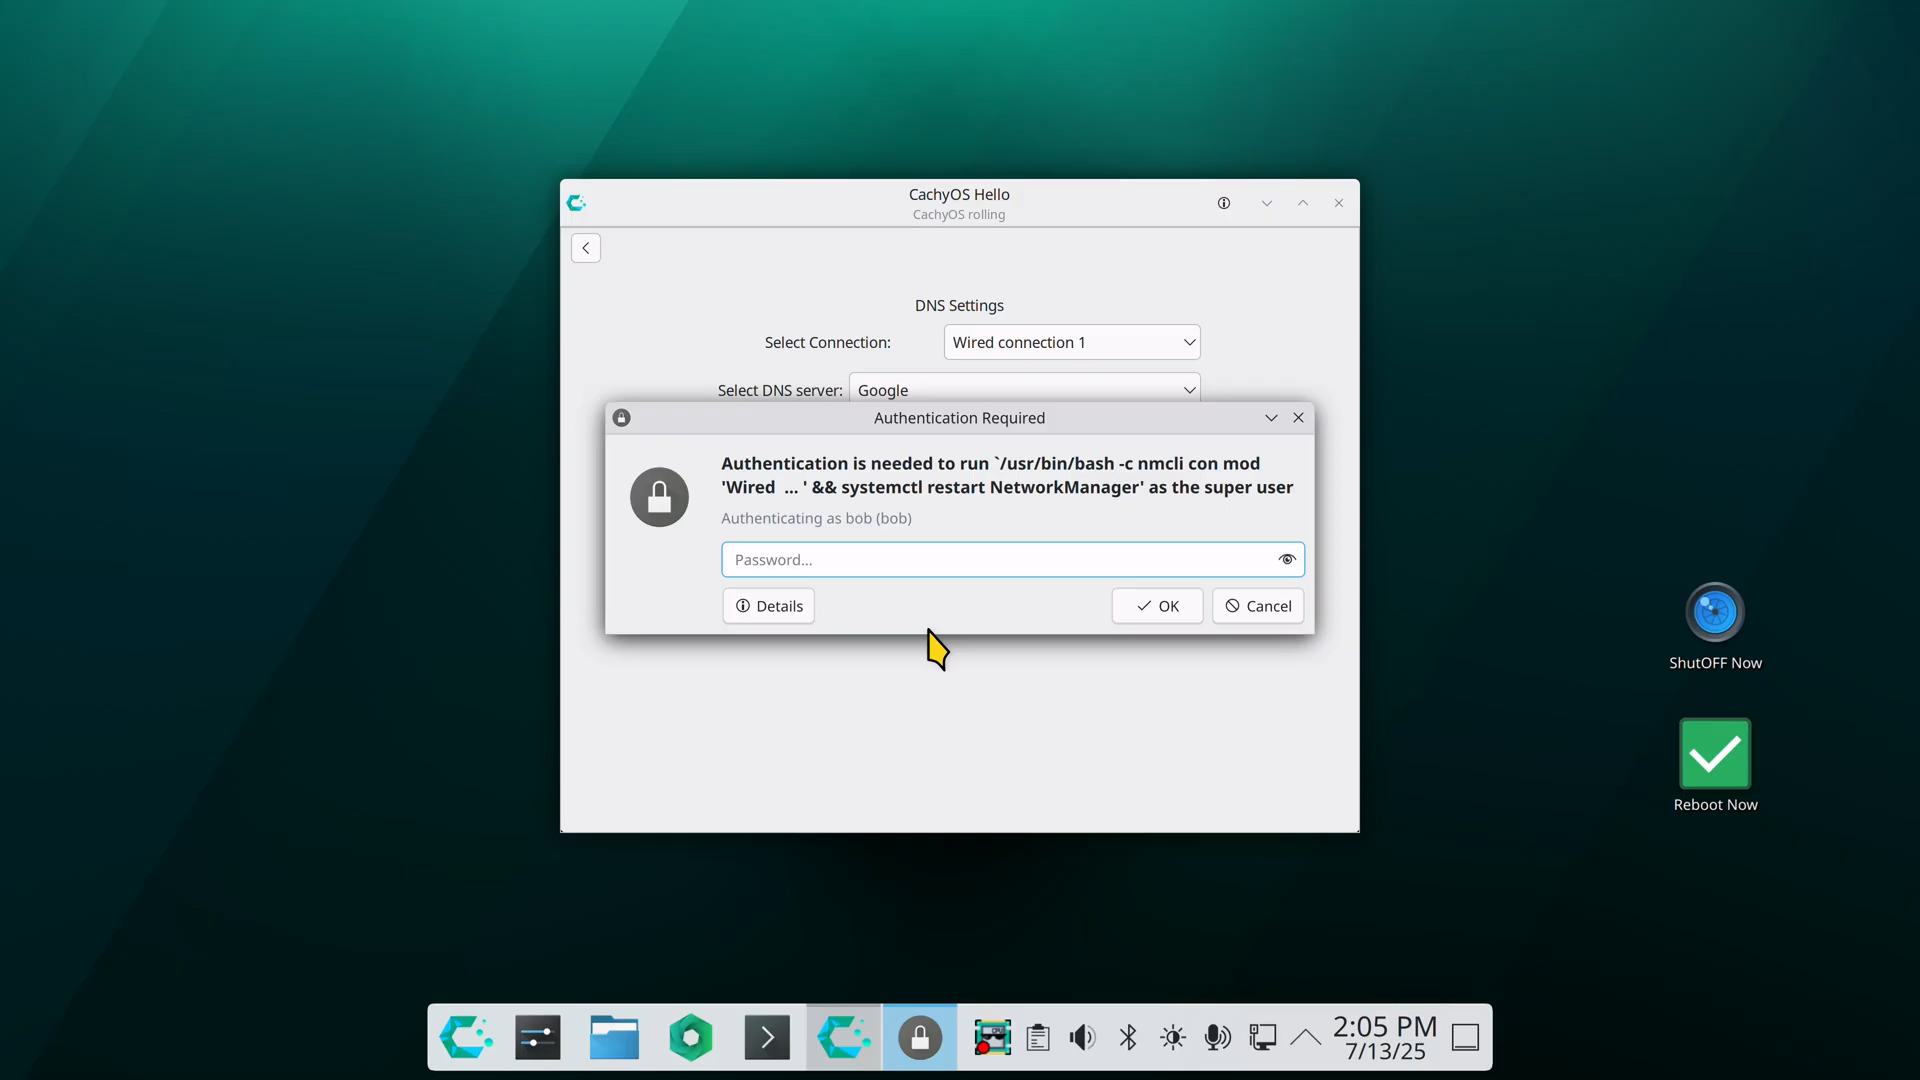 CachyOS Hello
CachyOS rolling
DNS Settings
Select Connection:
Wired connection 1
Select DNS server:
Google
Authentication Required
Authentication is needed to run `/usr/bin/bash -c nmcli con mod
'Wired ... ' && systemctl restart NetworkManager' as the super user
Authenticating as bob (bob)
Password...
Details
OK
Cancel
ShutOFF Now
Reboot Now
CPU
2:05 PM
7/13/25